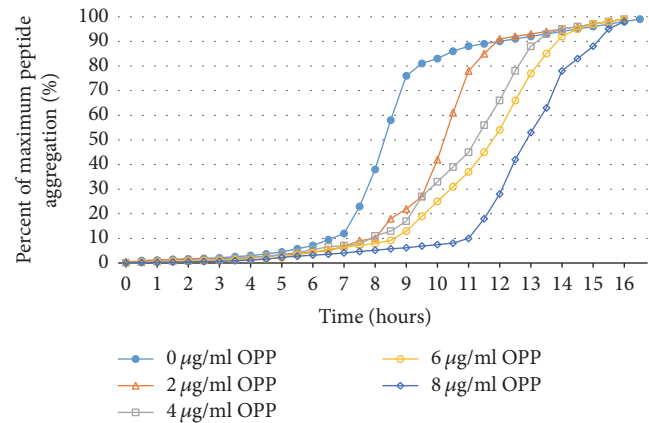 Percent of maximum peptide
aggregation (%)
100
90
80
70
60
50
40
30
20
10
0
0 1 2 3 4 5 6 7 8 9 10 11 12 13 14 15 16
Time (hours)
0 μg/ml OPP
2 μg/ml OPP
4 μg/ml OPP
6 μg/ml OPP
8 μg/ml OPP